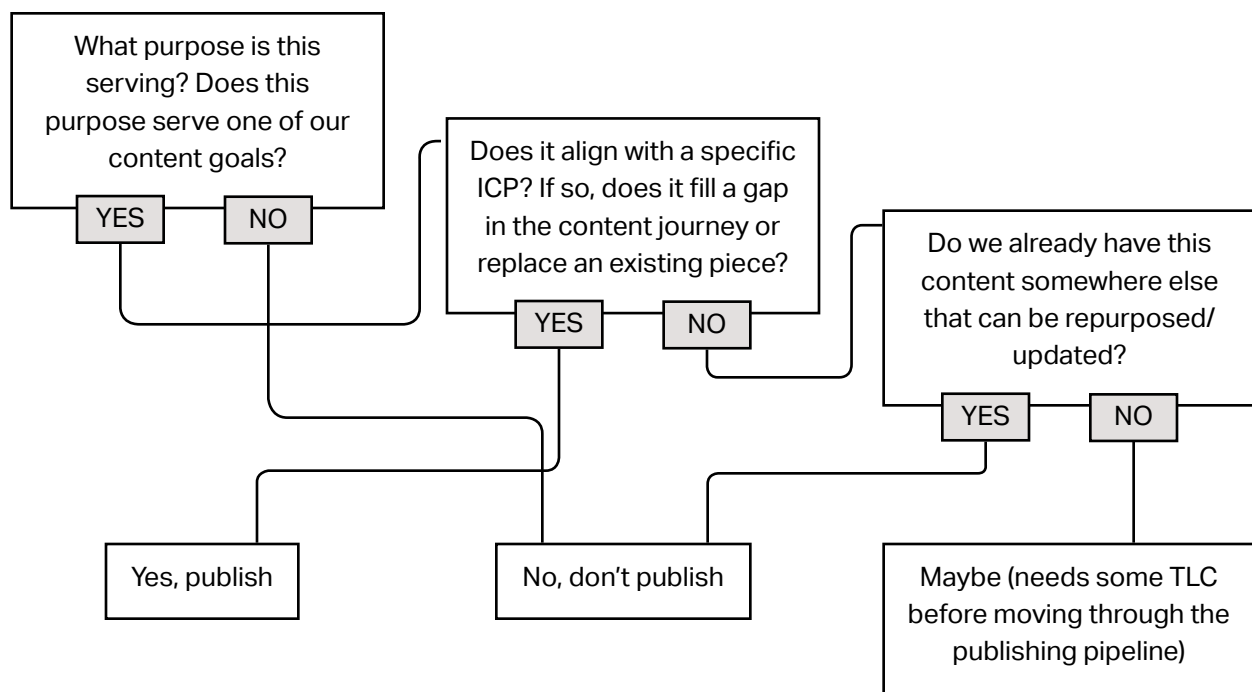 What purpose is this
serving? Does this
purpose serve one of our
content goals?
YES
NO
Does it align with a specific
ICP? If so, does it fill a gap
in the content journey or
replace an existing piece?
YES
NO
Do we already have this
content somewhere else
that can be repurposed/
updated?
YES
NO
Yes, publish
No, don't publish
Maybe (needs some TLC
before moving through the
publishing pipeline)